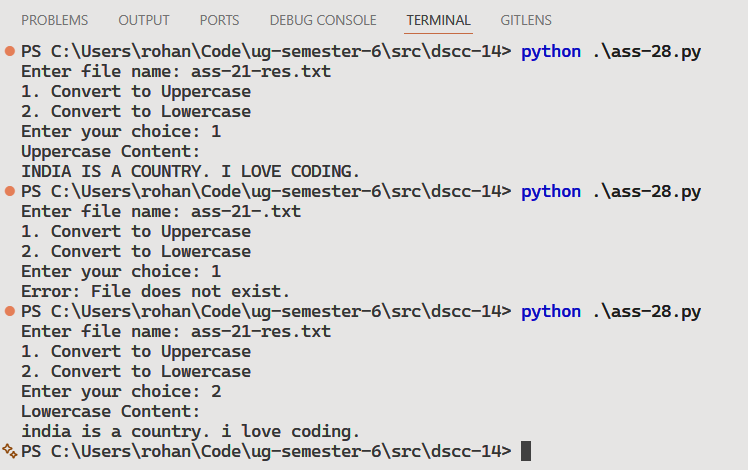 PROBLEMS OUTPUT PORTS DEBUG CONSOLE TERMINAL GITLENS
PS C:\Users\rohan\Code\ug-semester-6\src\dscc-14> python .\ass-28.py
Enter file name: ass-21-res.txt
1. Convert to Uppercase
2. Convert to Lowercase
Enter your choice: 1
Uppercase Content:
INDIA IS A COUNTRY. I LOVE CODING.
PS C:\Users\rohan\Code\ug-semester-6\src\dscc-14> python .\ass-28.py
Enter file name: ass-21-.txt
1. Convert to Uppercase
2. Convert to Lowercase
Enter your choice: 1
Error: File does not exist.
PS C:\Users\rohan\Code\ug-semester-6\src\dscc-14> python .\ass-28.py
Enter file name: ass-21-res.txt
1. Convert to Uppercase
2. Convert to Lowercase
Enter your choice: 2
Lowercase Content:
india is a country. i love coding.
PS C:\Users\rohan\Code\ug-semester-6\src\dscc-14>